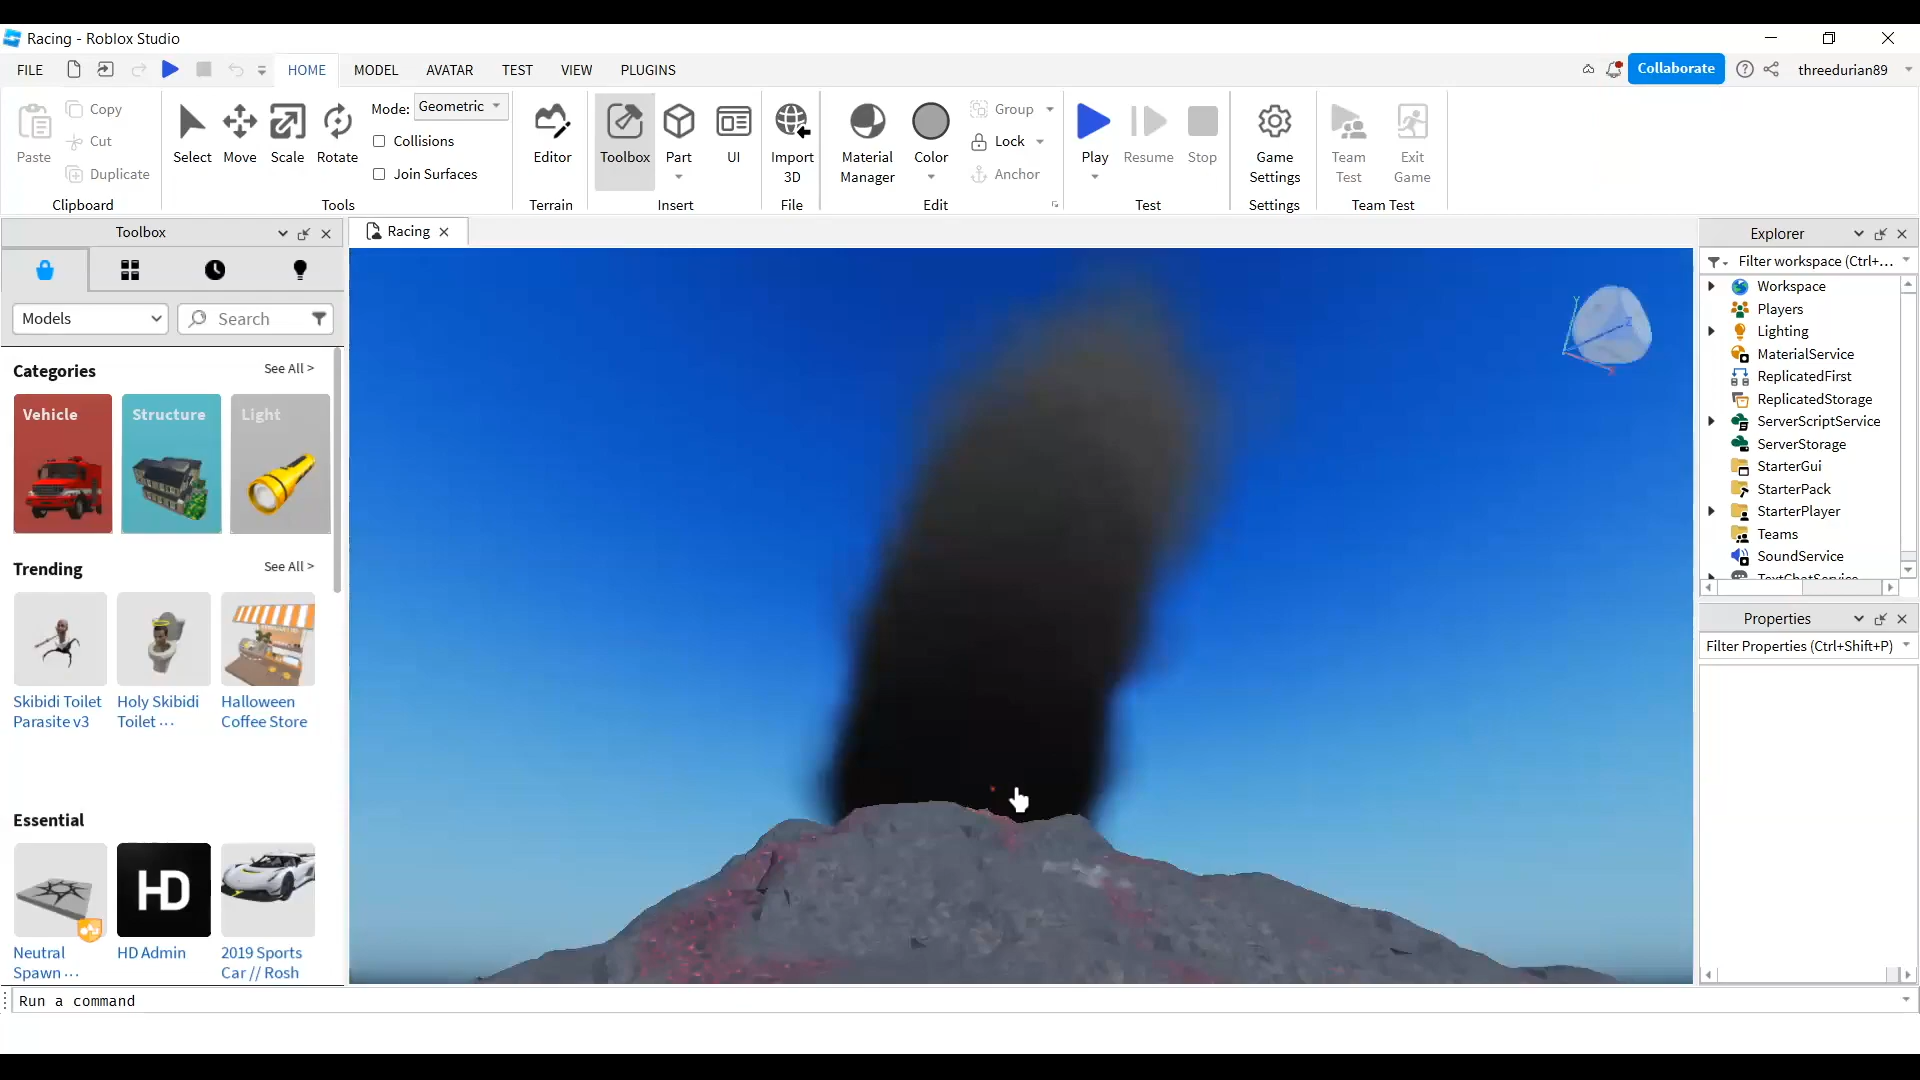 Racing - Roblox Studio
FILE HOME MODEL AVATAR TEST VIEW PLUGINS Collaborate threedurian89
Paste Copy Cut Duplicate
Clipboard
Select Move Scale Rotate
Mode: Geometric
Collisions
Join Surfaces
Tools
Editor
Terrain
Toolbox Part UI
Insert
Import
3D
File
Material
Manager
Color
Group
Lock
Anchor
Edit
Play Resume Stop
Test
Game
Settings
Settings
Team
Test
Exit
Game
Team Test
Toolbox
Models Search
Categories See All >
Vehicle Structure Light
Trending See All >
Skibidi Toilet
Parasite v3
Holy Skibidi
Toilet ...
Halloween
Coffee Store
Essential
HD
Neutral
Spawn ...
HD Admin
2019 Sports
Car // Rosh
Racing
Y
Z
Explorer
Filter workspace (Ctrl+...
Workspace
Players
Lighting
MaterialService
ReplicatedFirst
ReplicatedStorage
ServerScriptService
ServerStorage
StarterGui
StarterPack
StarterPlayer
Teams
SoundService
TextChatService
Properties
Filter Properties (Ctrl+Shift+P)
Run a command